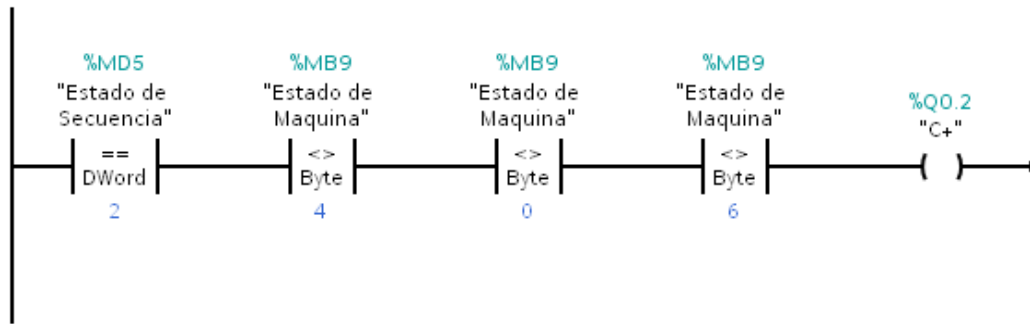 %MD5 %MB9 %MB9 %MB9
"Estado de "Estado de "Estado de "Estado de %Q0.2
Secuencia" Maquina" Maquina" Maquina" "C+"
== <> <> <>
DWord Byte Byte Byte
2 4 0 6